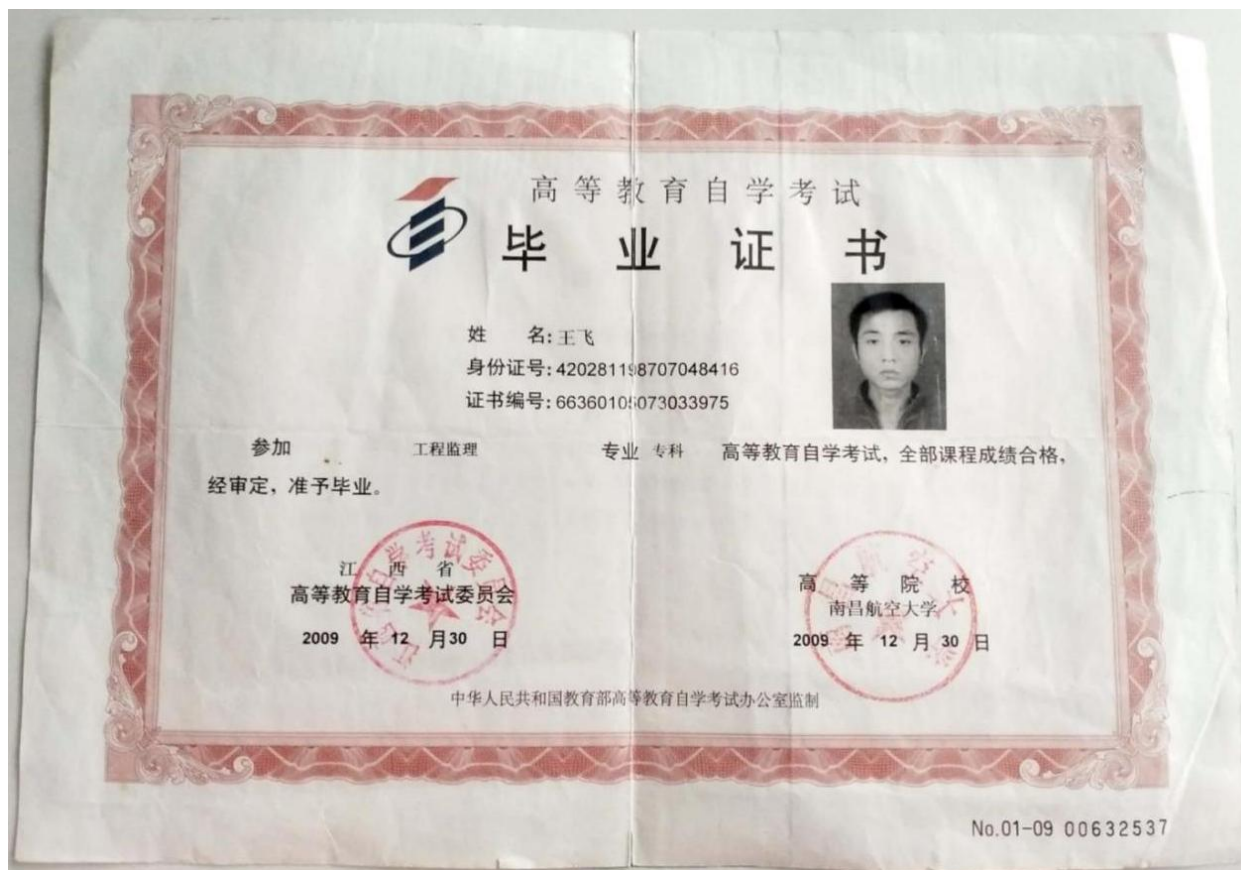 高等教育自学考试
毕业证书
姓 名:王飞
身份证号:420281198707048416
证书编号:66360105073033975
参加 工程监理 专业 专科 高等教育自学考试，全部课程成绩合格，
经审定，准予毕业。
江西省
高等教育自学考试委员会
2009 年 12 月30 日
高等院校
南昌航空大学
2009 年 12 月 30 日
中华人民共和国教育部高等教育自学考试办公室监制
No.01-09 00632537